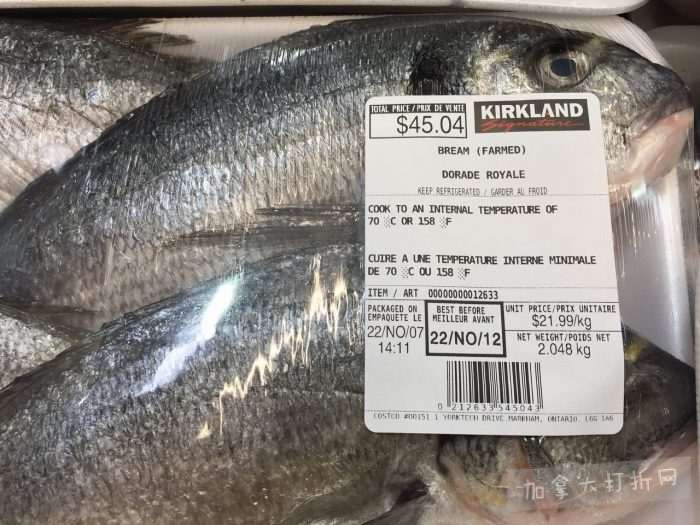 TOTAL PRICE/PRIX DE VENTE
$45.04
KIRKLAND
Signature
BREAM (FARMED)
DORADE ROYALE
KEEP REFRIGERATED / GARDER AU FROID
COOK TO AN INTERNAL TEMPERATURE OF
70 ░C OR 158 ░F
CUIRE A UNE TEMPERATURE INTERNE MINIMALE
DE 70 ░C OU 158 ░F
ITEM / ART 00000000012633
PACKAGED ON
EMPAQUETE LE
22/NO/07
14:11
BEST BEFORE
MEILLEUR AVANT
22/NO/12
UNIT PRICE/PRIX UNITAIRE
$21.99/kg
NET WEIGHT/POIDS NET
2.048 kg
0 212633 545043
COSTCO #00151 1 YORKTECH DRIVE MARKHAM, ONTARIO. L6G 1A6
加拿大打折网